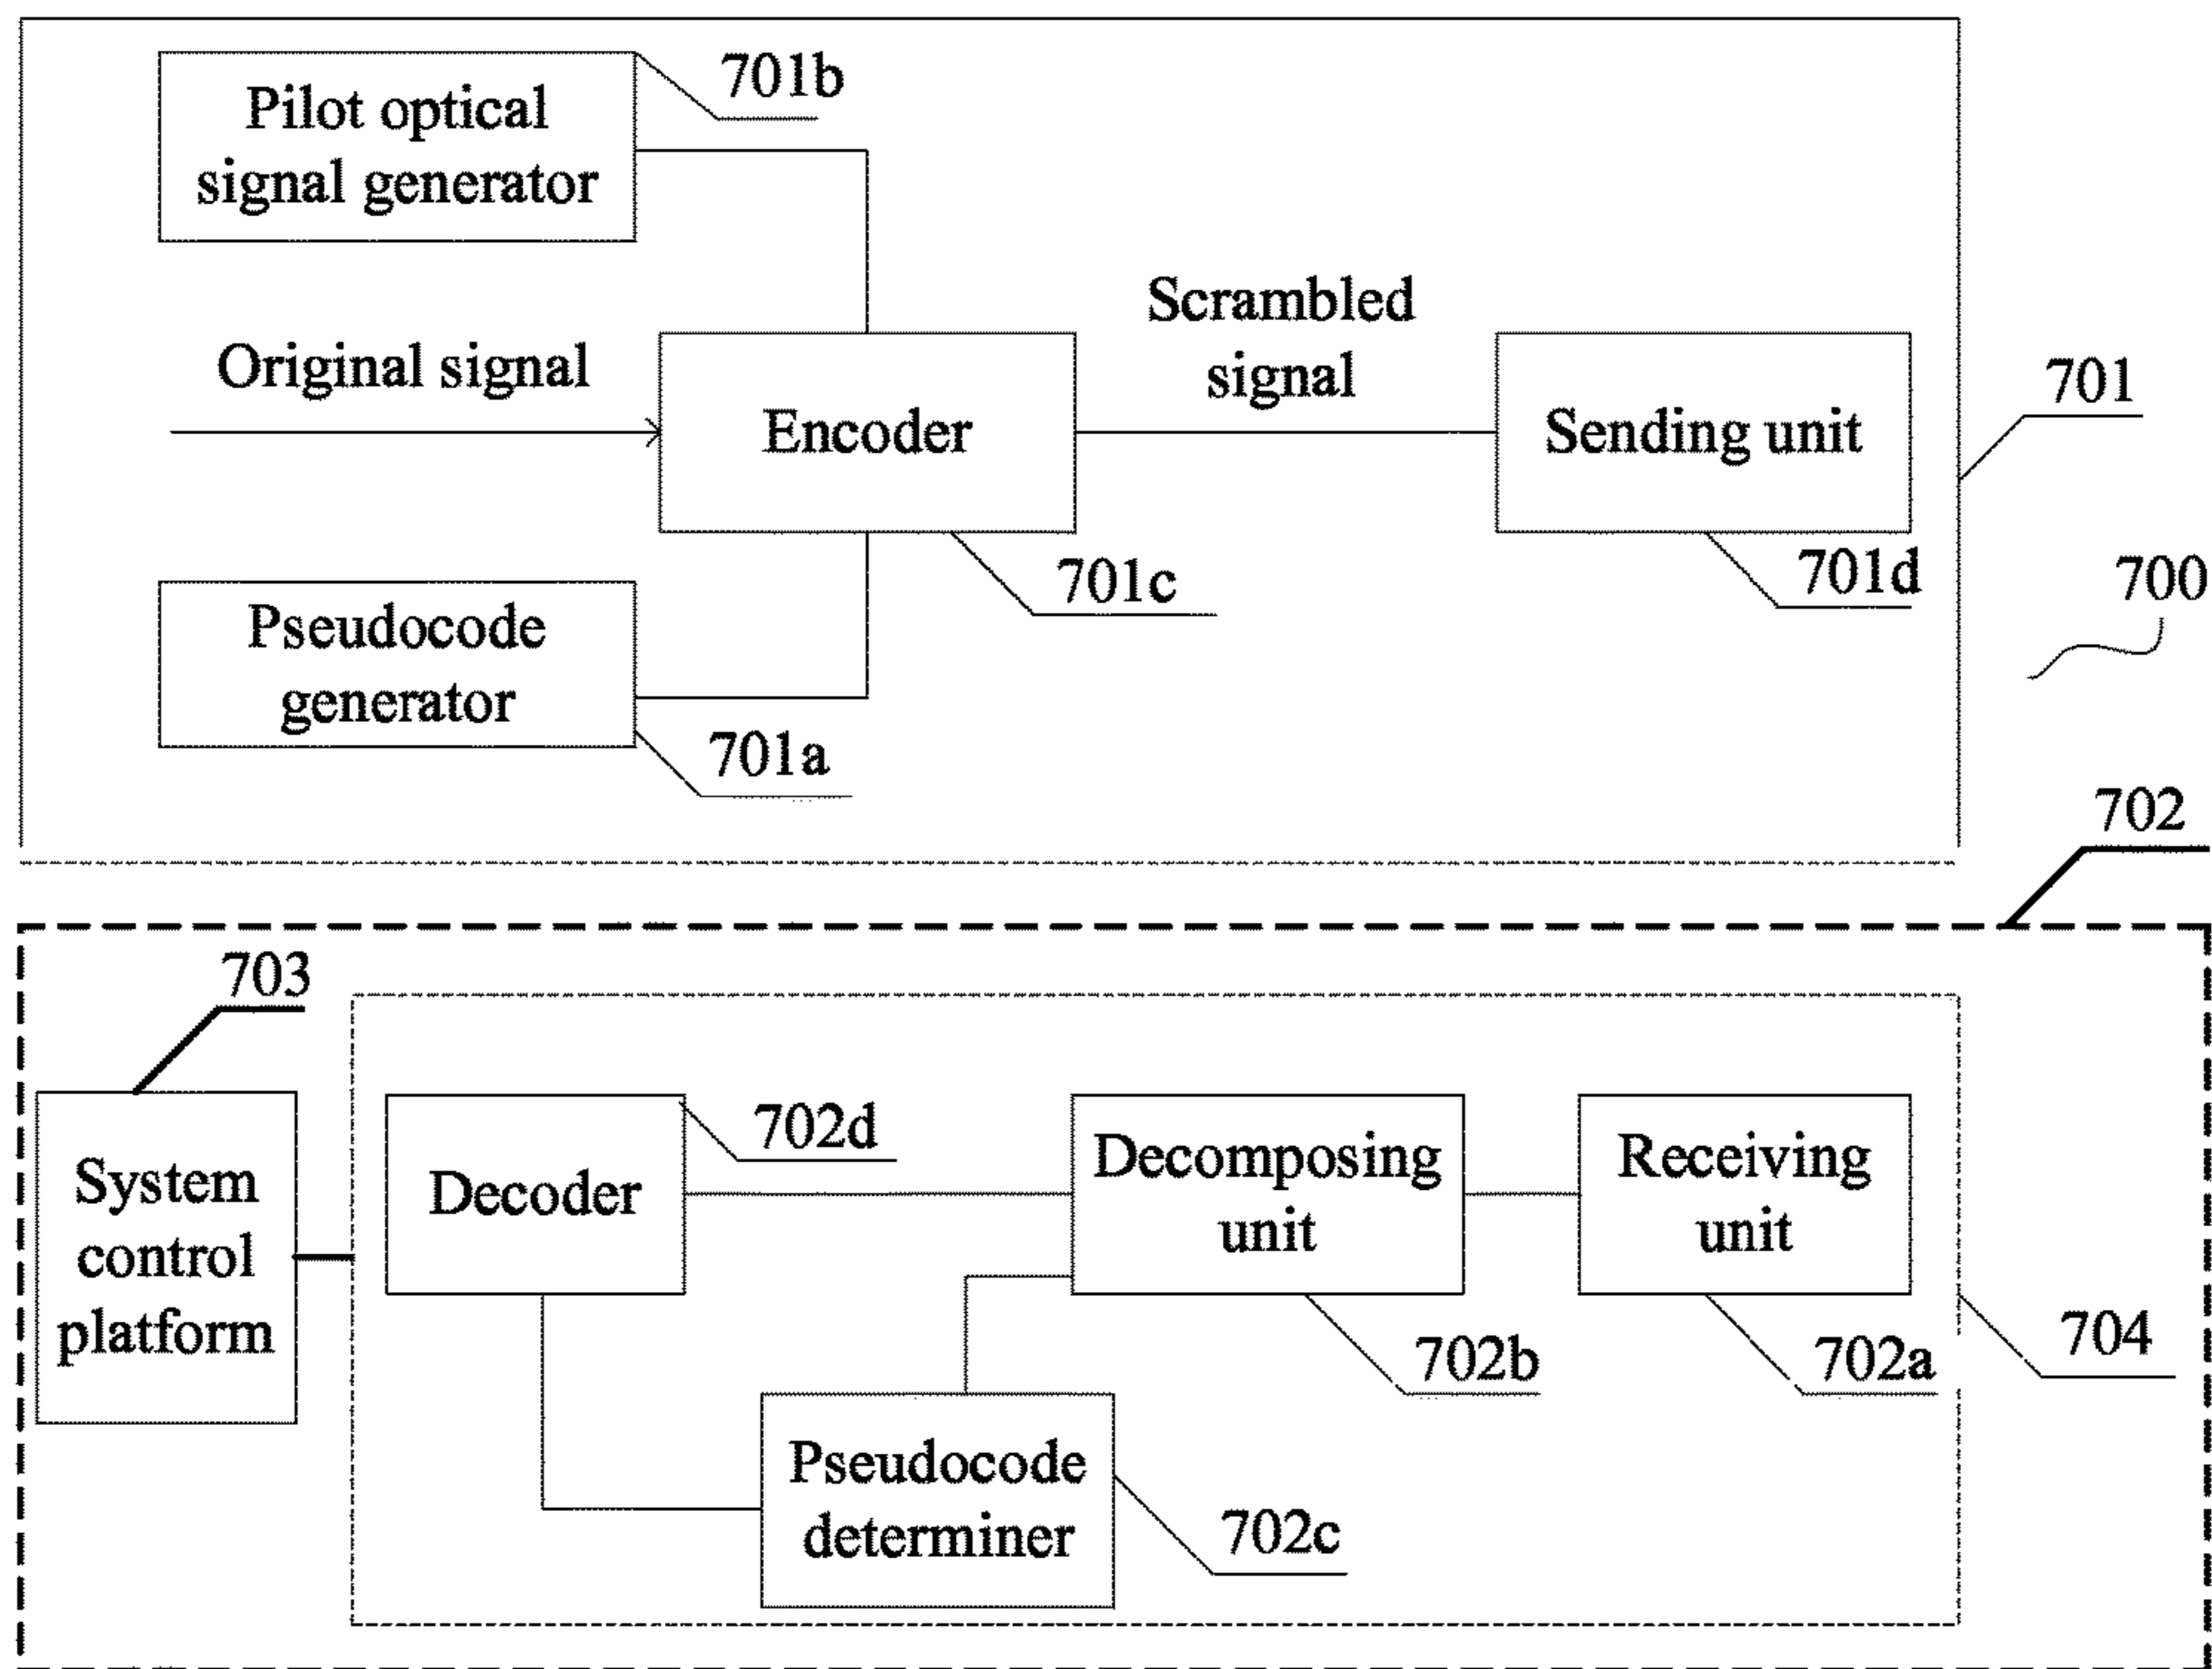 Pilot optical
signal generator
701b
Original signal
Encoder
701c
Scrambled
signal
Sending unit
701d
701
700
Pseudocode
generator
701a
702
703
System
control
platform
Decoder
702d
Decomposing
unit
702b
Receiving
unit
702a
704
Pseudocode
determiner
702c